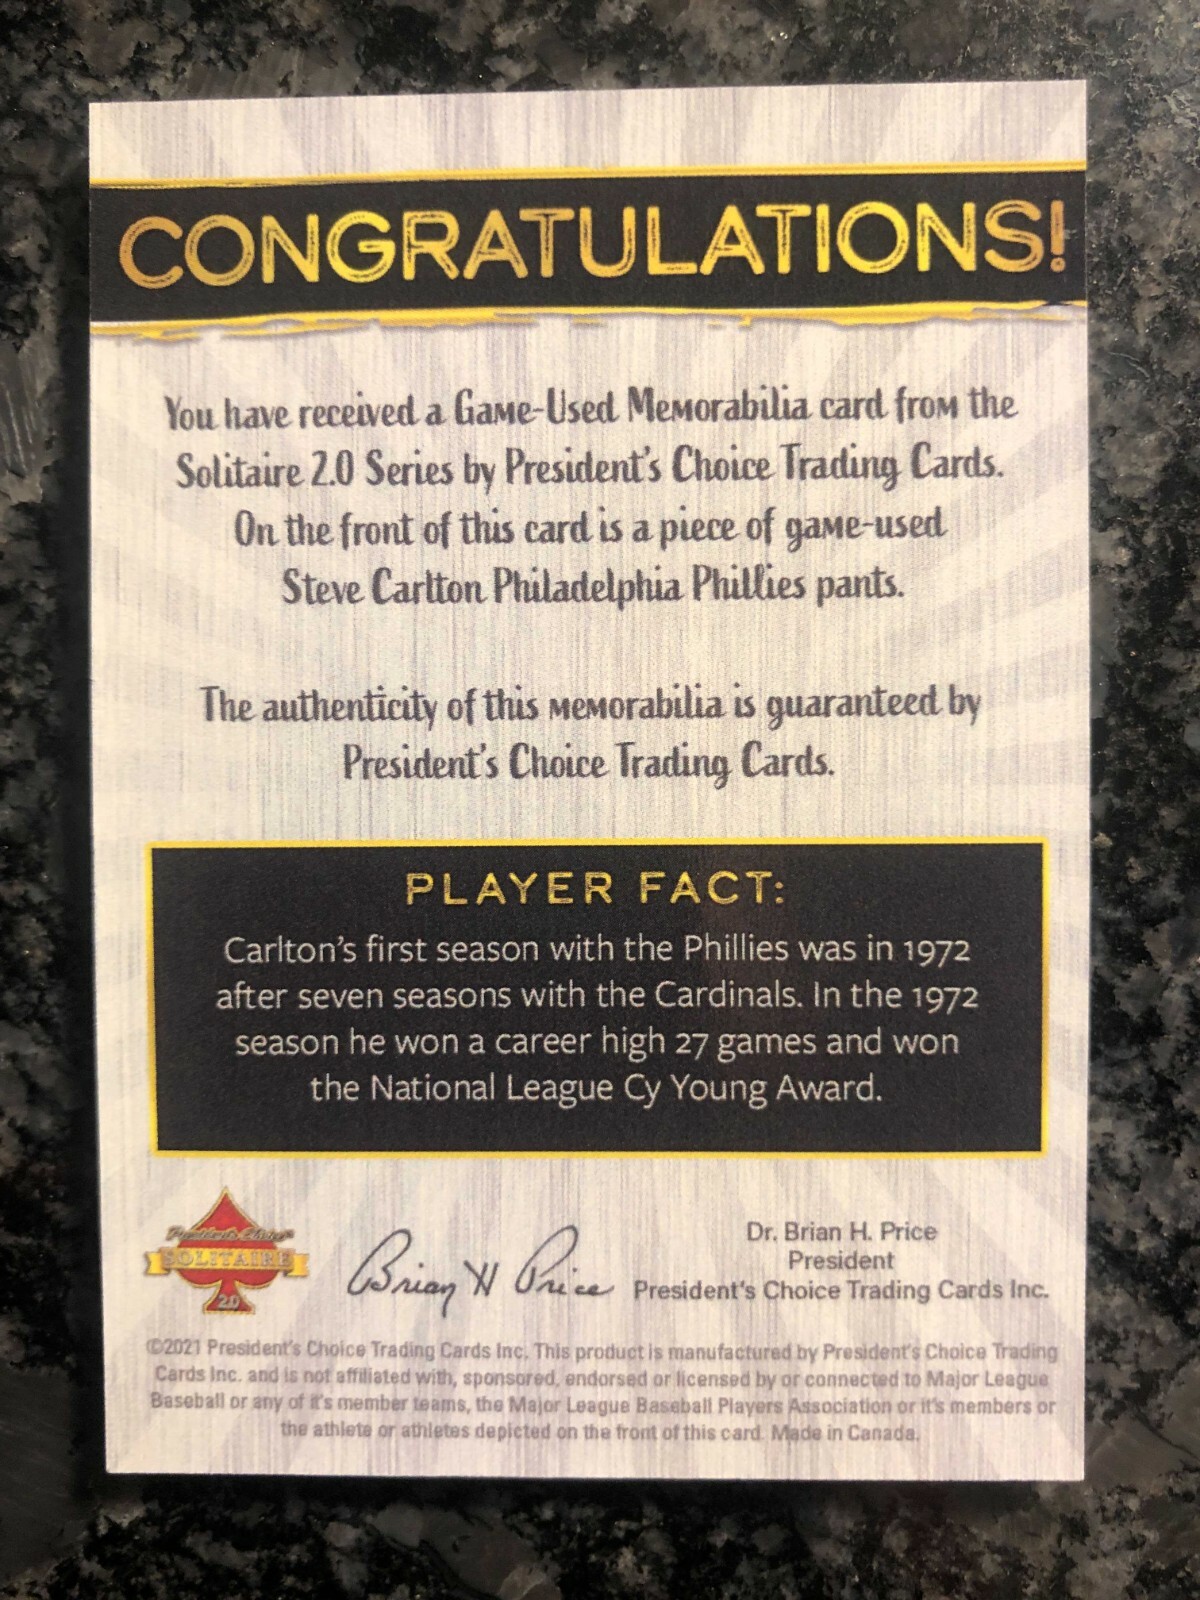 CONGRATULATIONS!
You have received a Game-Used Memorabilia card from the
Solitaire 2.0 Series by President's Choice Trading Cards.
On the front of this card is a piece of game-used
Steve Carlton Philadelphia Phillies pants.
The authenticity of this memorabilia is guaranteed by
President's Choice Trading Cards.
PLAYER FACT:
Carlton's first season with the Phillies was in 1972
after seven seasons with the Cardinals. In the 1972
season he won a career high 27 games and won
the National League Cy Young Award.
President's Choice
SOLITAIRE
2.0
Brian H Price
Dr. Brian H. Price
President
President's Choice Trading Cards Inc.
©2021 President's Choice Trading Cards Inc. This product is manufactured by President's Choice Trading
Cards Inc. and is not affiliated with, sponsored, endorsed or licensed by or connected to Major League
Baseball or any of it's member teams, the Major League Baseball Players Association or it's members or
the athlete or athletes depicted on the front of this card. Made in Canada.